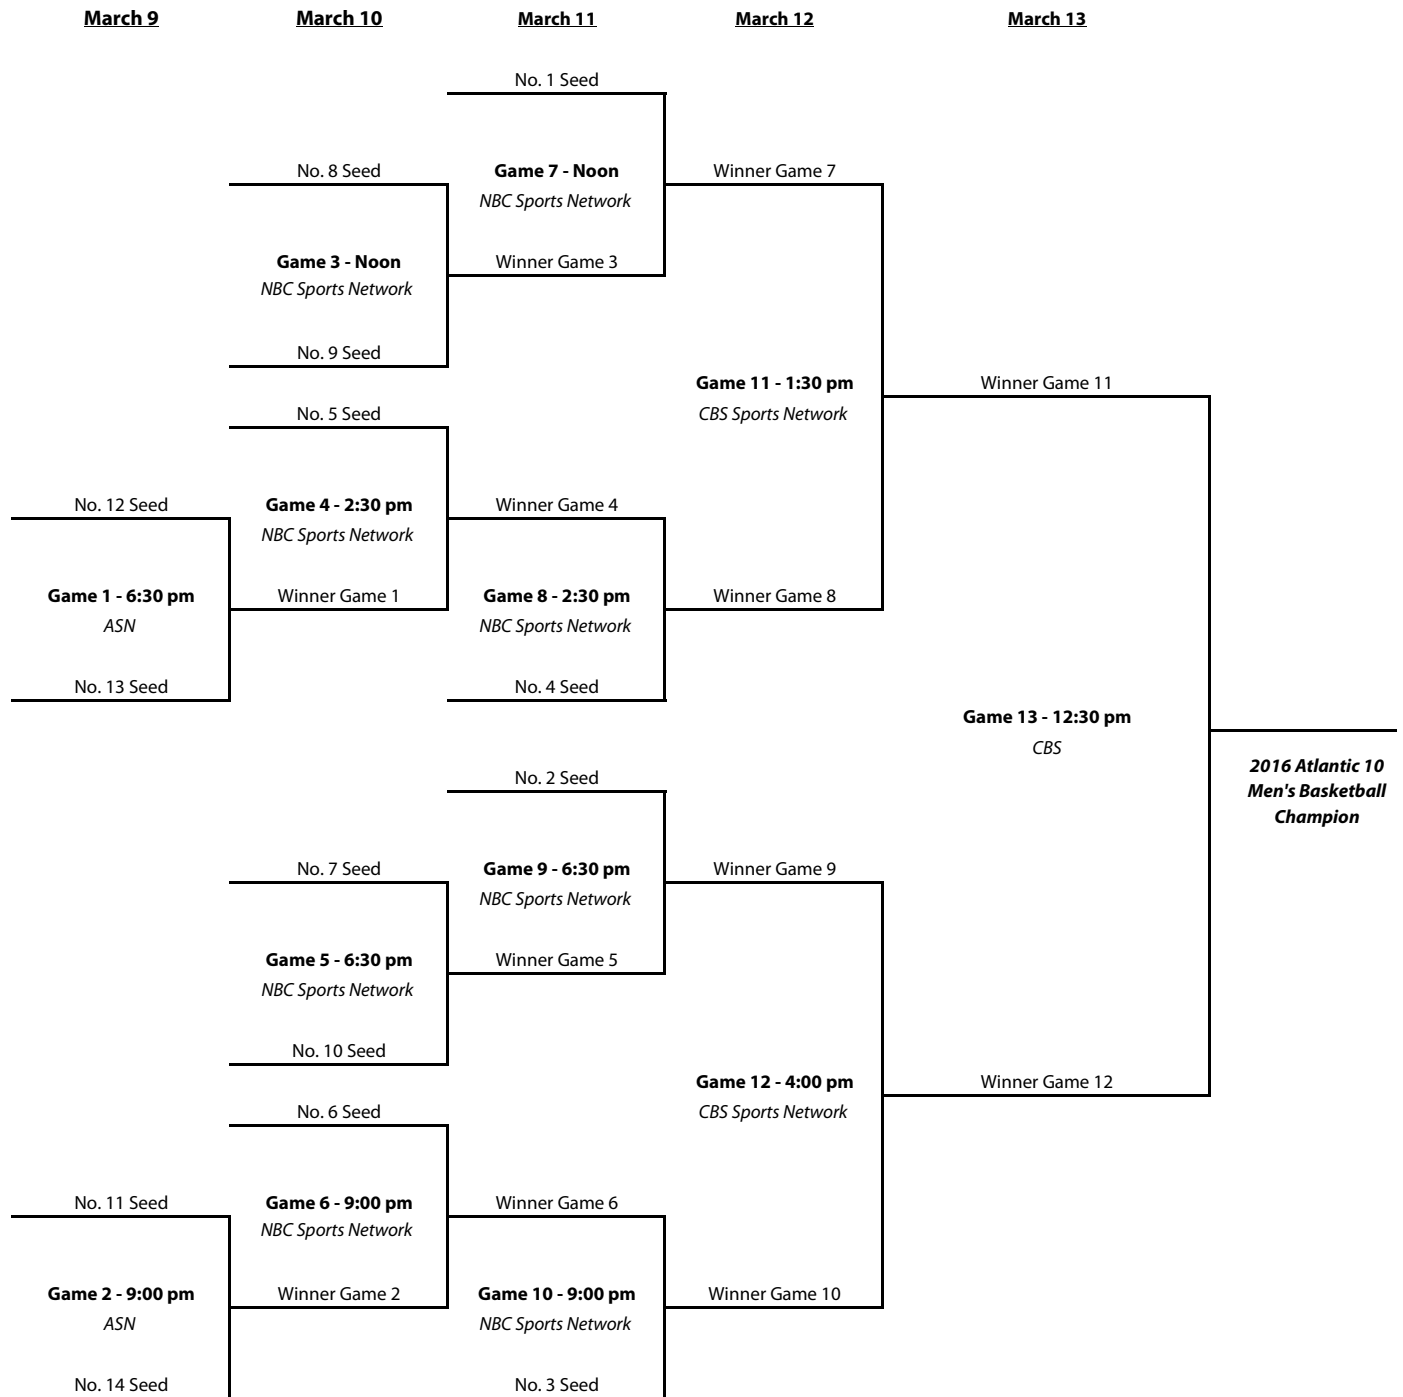 March 9
March 10
March 11
March 12
March 13
No. 1 Seed
No. 8 Seed
Game 7 - Noon
Winner Game 7
NBC Sports Network
Game 3 - Noon
Winner Game 3
NBC Sports Network
No. 9 Seed
Game 11 - 1:30 pm
Winner Game 11
No. 5 Seed
CBS Sports Network
No. 12 Seed
Game 4 - 2:30 pm
Winner Game 4
NBC Sports Network
Game 1 - 6:30 pm
Winner Game 1
Game 8 - 2:30 pm
Winner Game 8
ASN
NBC Sports Network
No. 13 Seed
No. 4 Seed
Game 13 - 12:30 pm
CBS
2016 Atlantic 10
Men's Basketball
Champion
No. 2 Seed
No. 7 Seed
Game 9 - 6:30 pm
Winner Game 9
NBC Sports Network
Game 5 - 6:30 pm
Winner Game 5
NBC Sports Network
No. 10 Seed
Game 12 - 4:00 pm
Winner Game 12
No. 6 Seed
CBS Sports Network
No. 11 Seed
Game 6 - 9:00 pm
Winner Game 6
NBC Sports Network
Game 2 - 9:00 pm
Winner Game 2
Game 10 - 9:00 pm
Winner Game 10
ASN
NBC Sports Network
No. 14 Seed
No. 3 Seed